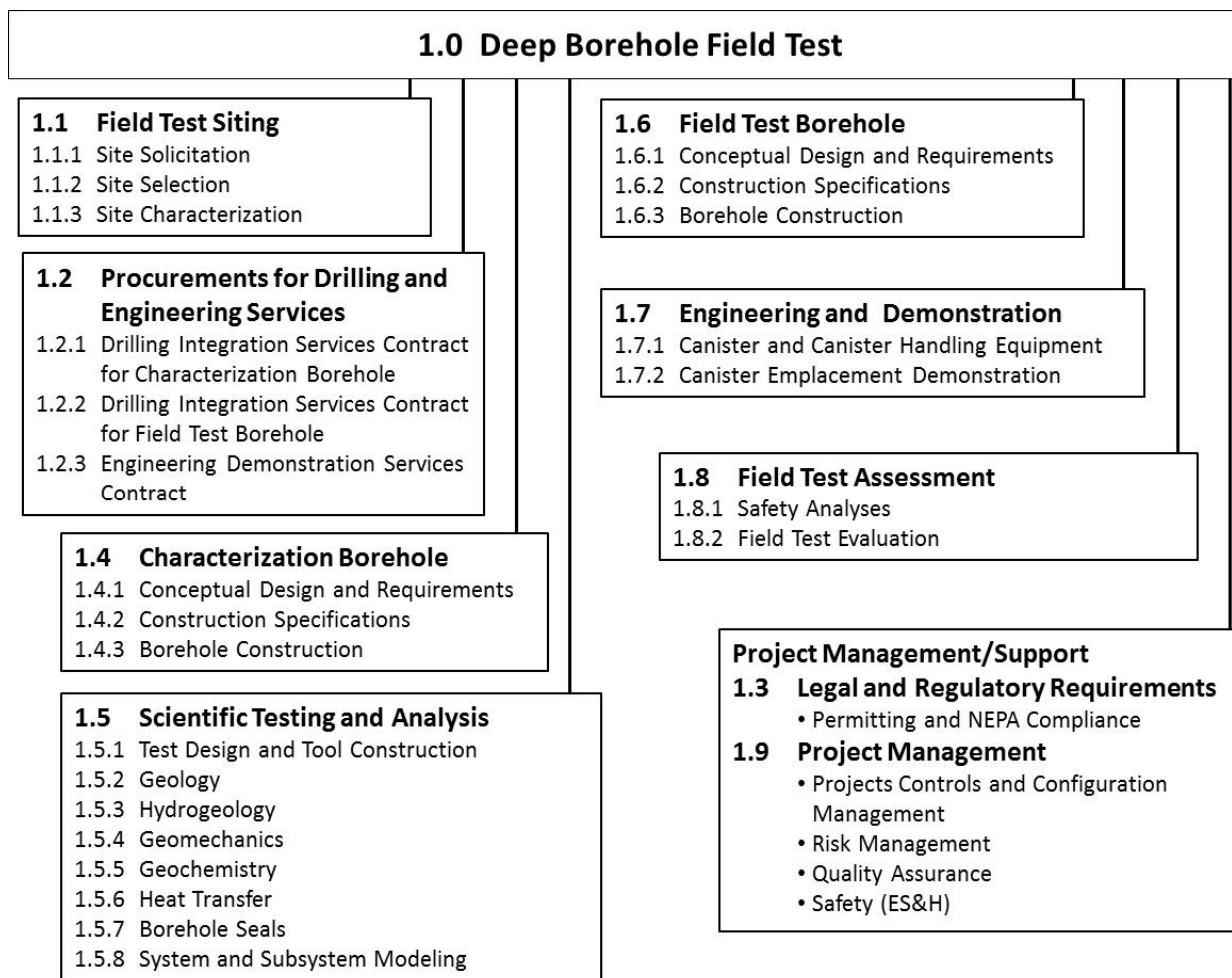 1.0 Deep Borehole Field Test
1.1 Field Test Siting
1.1.1 Site Solicitation
1.1.2 Site Selection
1.1.3 Site Characterization
1.2 Procurements for Drilling and
Engineering Services
1.2.1 Drilling Integration Services Contract
for Characterization Borehole
1.2.2 Drilling Integration Services Contract
for Field Test Borehole
1.2.3 Engineering Demonstration Services
Contract
1.4 Characterization Borehole
1.4.1 Conceptual Design and Requirements
1.4.2 Construction Specifications
1.4.3 Borehole Construction
1.5 Scientific Testing and Analysis
1.5.1 Test Design and Tool Construction
1.5.2 Geology
1.5.3 Hydrogeology
1.5.4 Geomechanics
1.5.5 Geochemistry
1.5.6 Heat Transfer
1.5.7 Borehole Seals
1.5.8 System and Subsystem Modeling
1.6 Field Test Borehole
1.6.1 Conceptual Design and Requirements
1.6.2 Construction Specifications
1.6.3 Borehole Construction
1.7 Engineering and Demonstration
1.7.1 Canister and Canister Handling Equipment
1.7.2 Canister Emplacement Demonstration
1.8 Field Test Assessment
1.8.1 Safety Analyses
1.8.2 Field Test Evaluation
Project Management/Support
1.3 Legal and Regulatory Requirements
• Permitting and NEPA Compliance
1.9 Project Management
• Projects Controls and Configuration
Management
• Risk Management
• Quality Assurance
• Safety (ES&H)